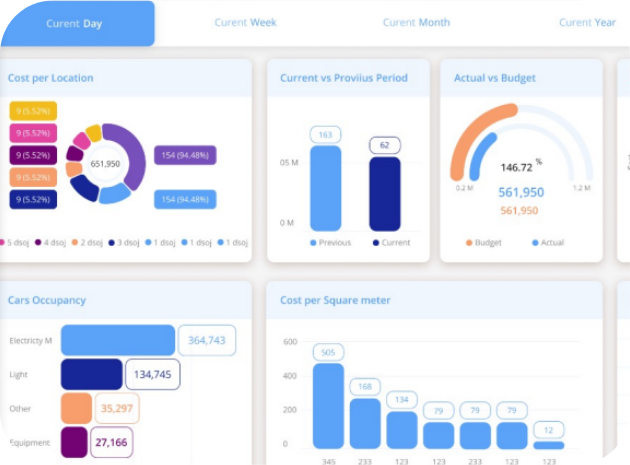 Curent Day
Curent Week
Curent Month
Curent Year
Cost per Location
9 (5.52%)
9 (5.52%)
9 (5.52%)
9 (5.52%)
9 (5.52%)
651,950
154 (94.48%)
154 (94.48%)
5 dsoj 4 dsoj 2 dsoj 3 dsoj 1 dsoj 1 dsoj 1 dsoj
Current vs Proviius Period
163
62
05 M
0 M
Previous Current
Actual vs Budget
146.72 %
0.2 M
1.2 M
561,950
561,950
Budget Actual
Cars Occupancy
Electricty M
364,743
Light
134,745
Other
35,297
Equipment
27,166
Cost per Square meter
600
400
200
0
505
168
134
79
79
79
12
345 233 123 123 233 123 123